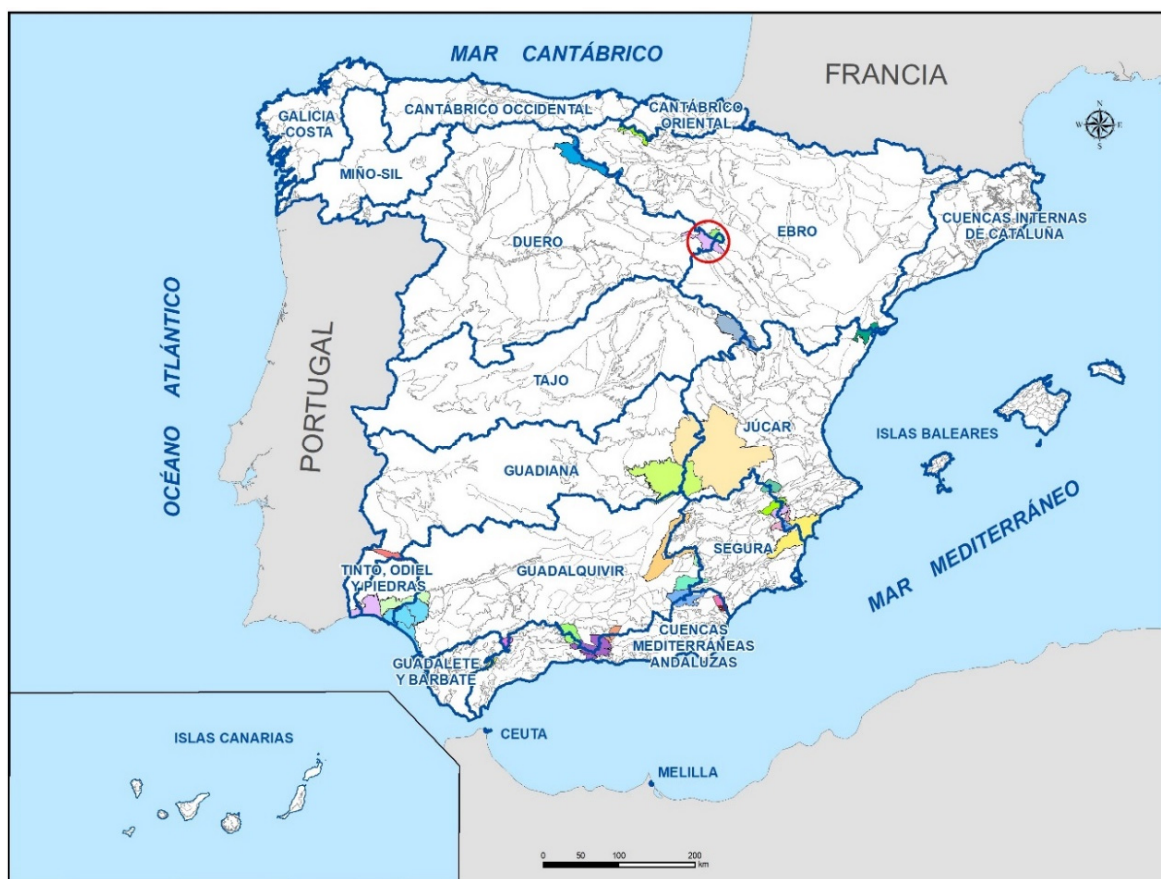 MAR CANTÁBRICO
FRANCIA
N
W E
S
GALICIA
COSTA
CANTÁBRICO OCCIDENTAL
CANTÁBRICO
ORIENTAL
MIÑO-SIL
DUERO
EBRO
CUENCAS INTERNAS
DE CATALUÑA
OCÉANO ATLÁNTICO
PORTUGAL
TAJO
JÚCAR
ISLAS BALEARES
GUADIANA
SEGURA
MAR MEDITERRÁNEO
TINTO, ODIEL
Y PIEDRAS
GUADALQUIVIR
CUENCAS
MEDITERRÁNEAS
ANDALUZAS
GUADALETE
Y BARBATE
CEUTA
ISLAS CANARIAS
MELILLA
0 50 100 200
km